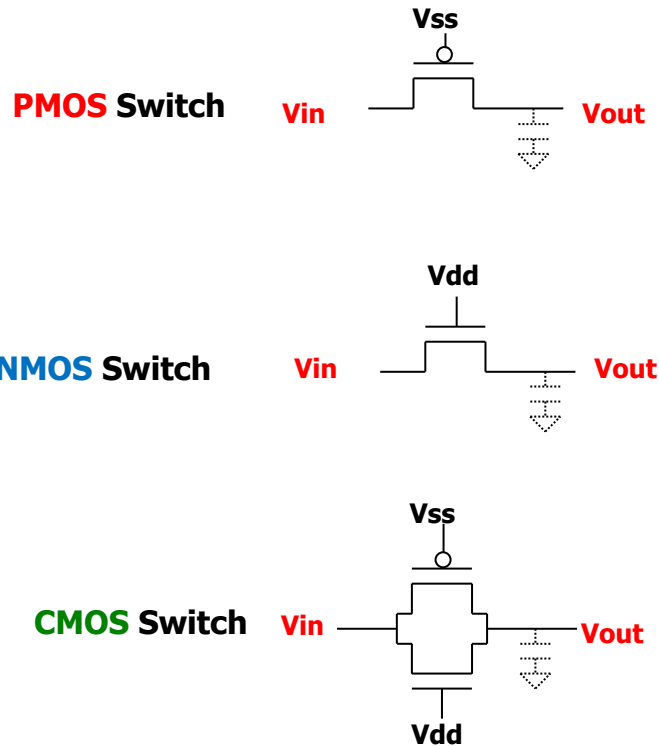 Vss
PMOS Switch Vin Vout
Vdd
NMOS Switch Vin Vout
Vss
CMOS Switch Vin Vout
Vdd